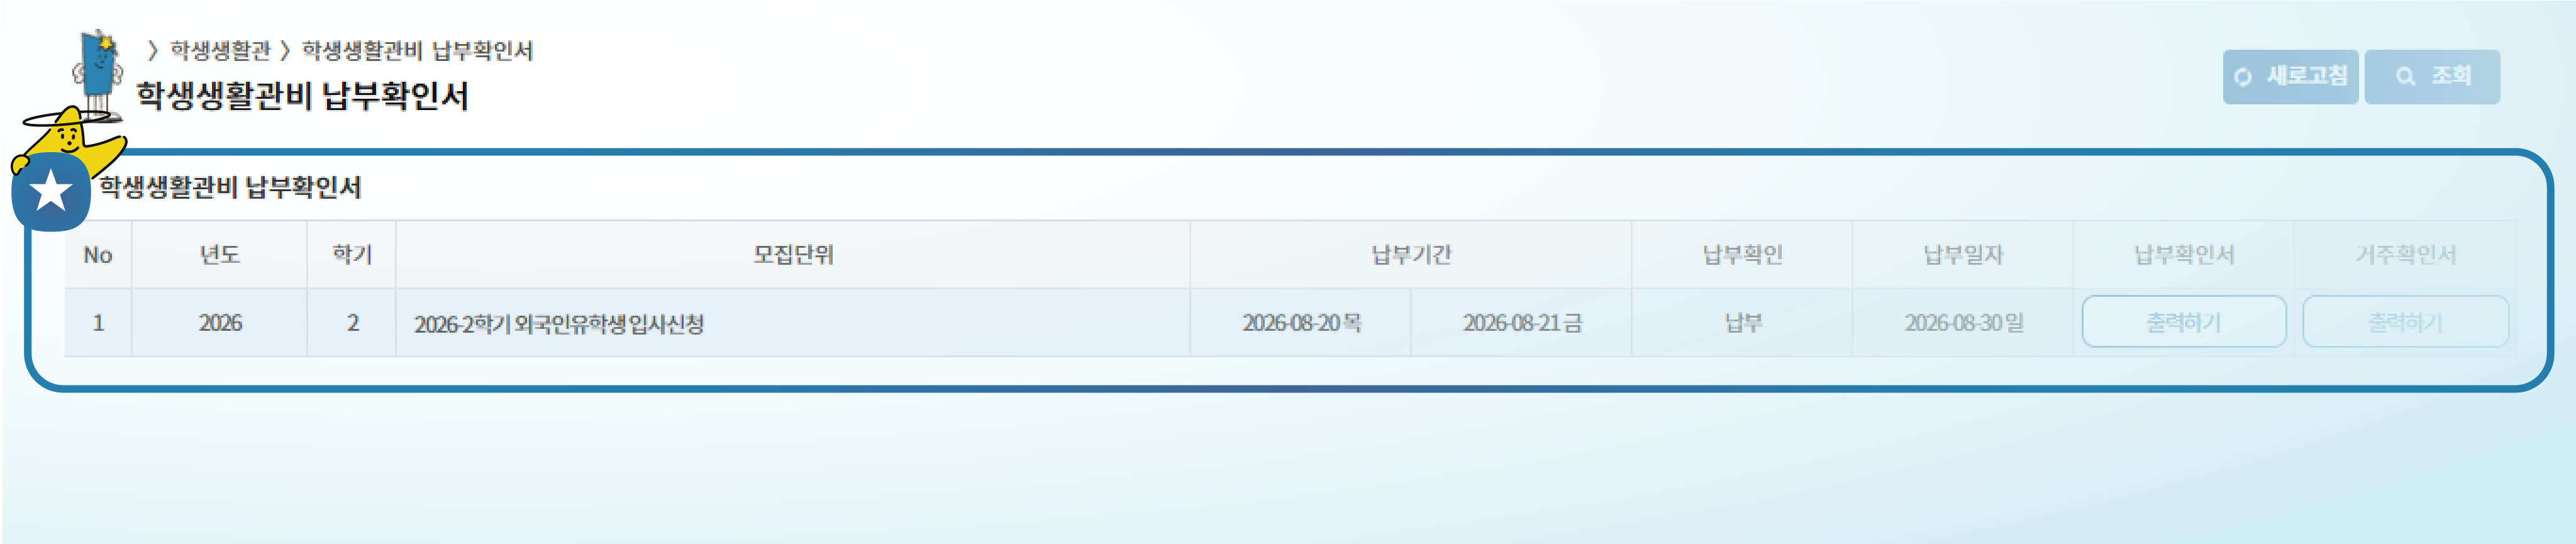 〉 학생생활관 〉 학생생활관비 납부확인서
학생생활관비 납부확인서
새로고침 조회
학생생활관비 납부확인서
No 년도 학기 모집단위 납부기간 납부확인 납부일자 납부확인서 거주확인서
1 2026 2 2026-2학기 외국인유학생 입사신청 2026-08-20 목 2026-08-21 금 납부 2026-08-30 일 출력하기 출력하기